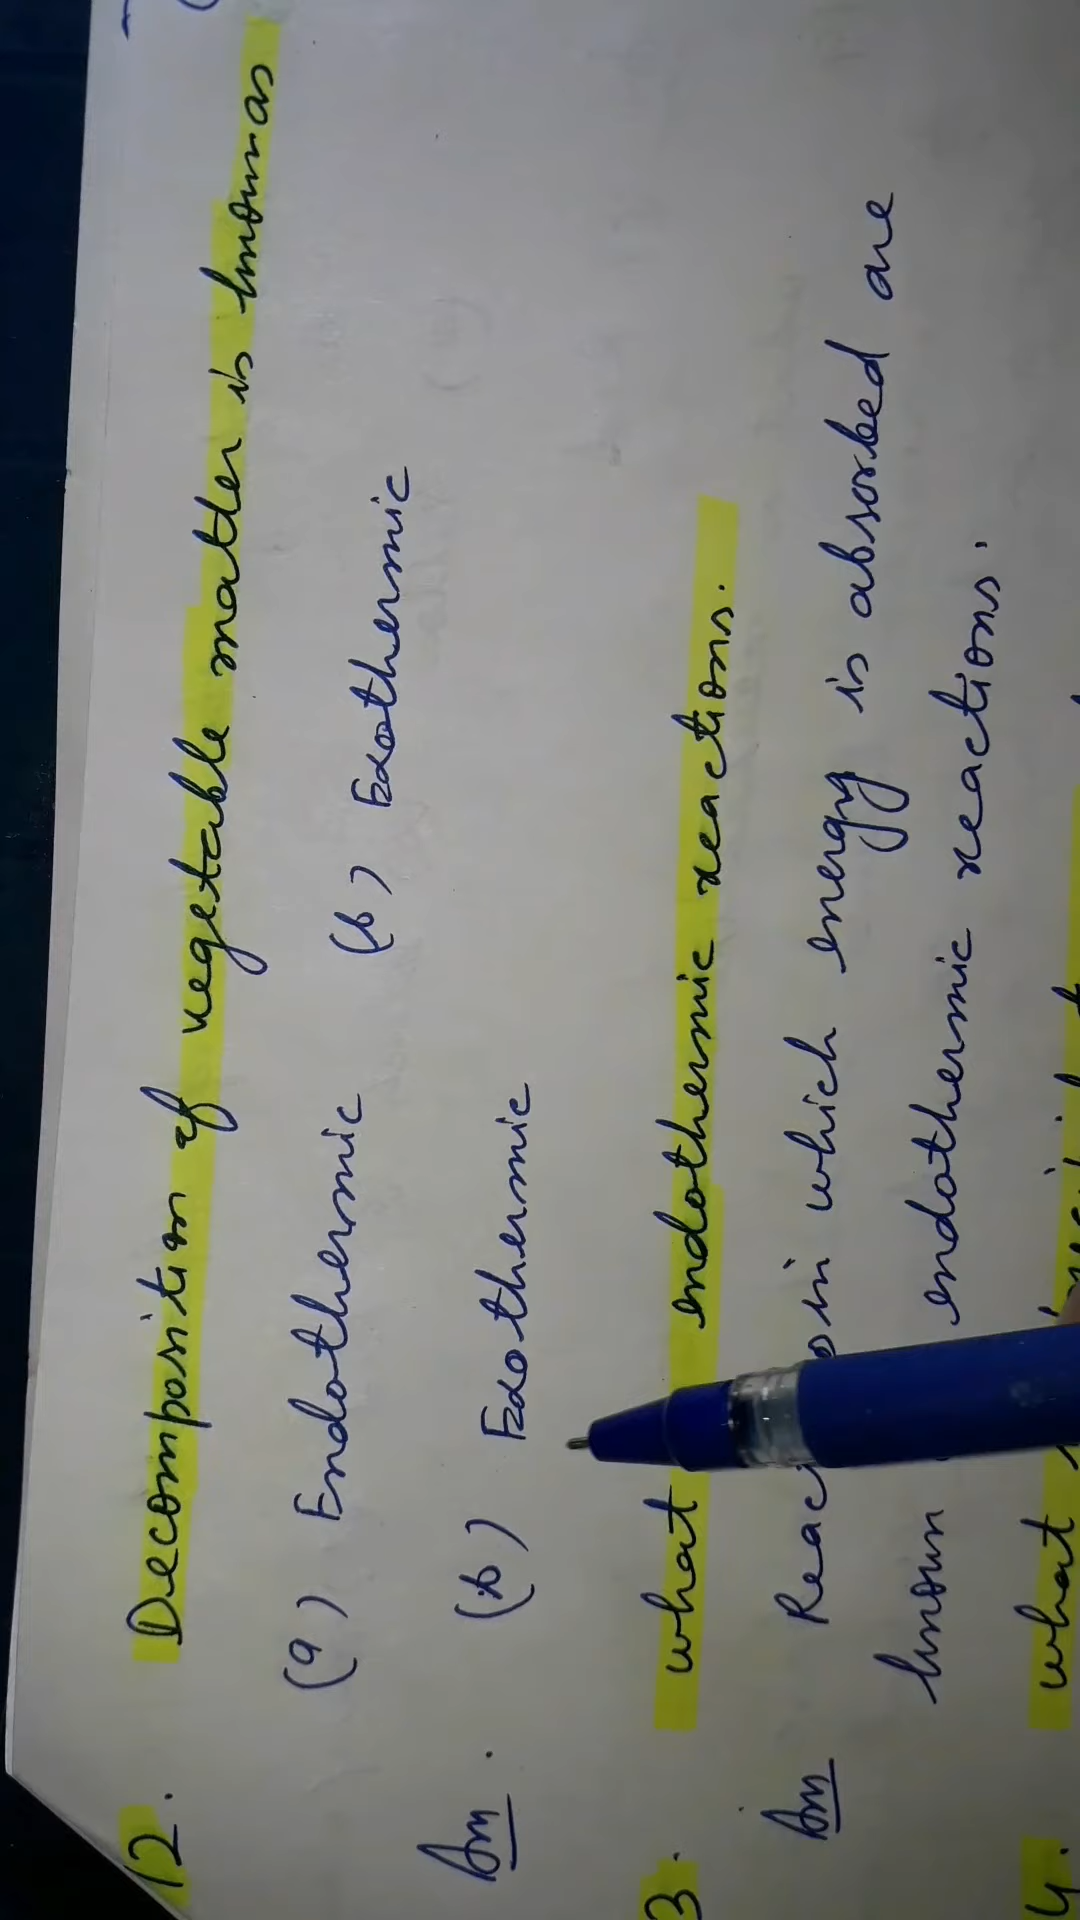 12. Decomposition of vegetable matter is known as
(a) Endothermic (b) Exothermic
Ans. (b) Exothermic
3. what endothermic reactions.
Ans in which energy is absorbed are
known endothermic reactions.
4. what